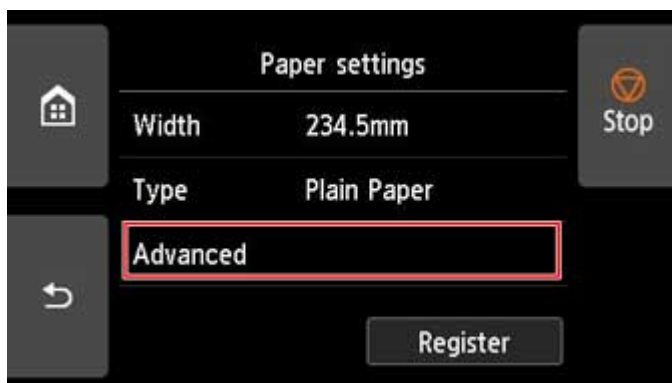 Paper settings
Stop
Width 234.5mm
Type Plain Paper
Advanced
Register